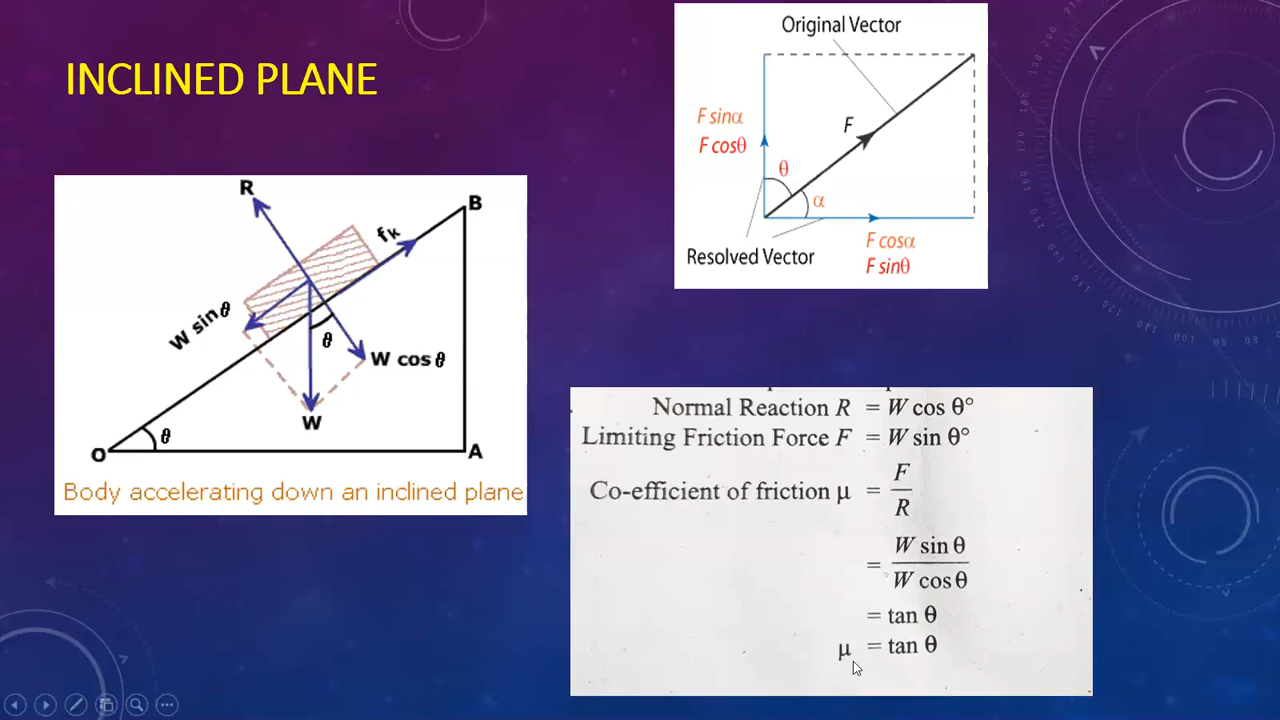 INCLINED PLANE
R
B
fk
W sinθ
θ
W cos θ
W
θ
O
A
Body accelerating down an inclined plane
Original Vector
F sinα
F cosθ
F
θ
α
Resolved Vector
F cosα
F sinθ
Normal Reaction R = W cos θ°
Limiting Friction Force F = W sin θ°
Co-efficient of friction μ = F
R
= W sin θ
W cos θ
= tan θ
μ = tan θ